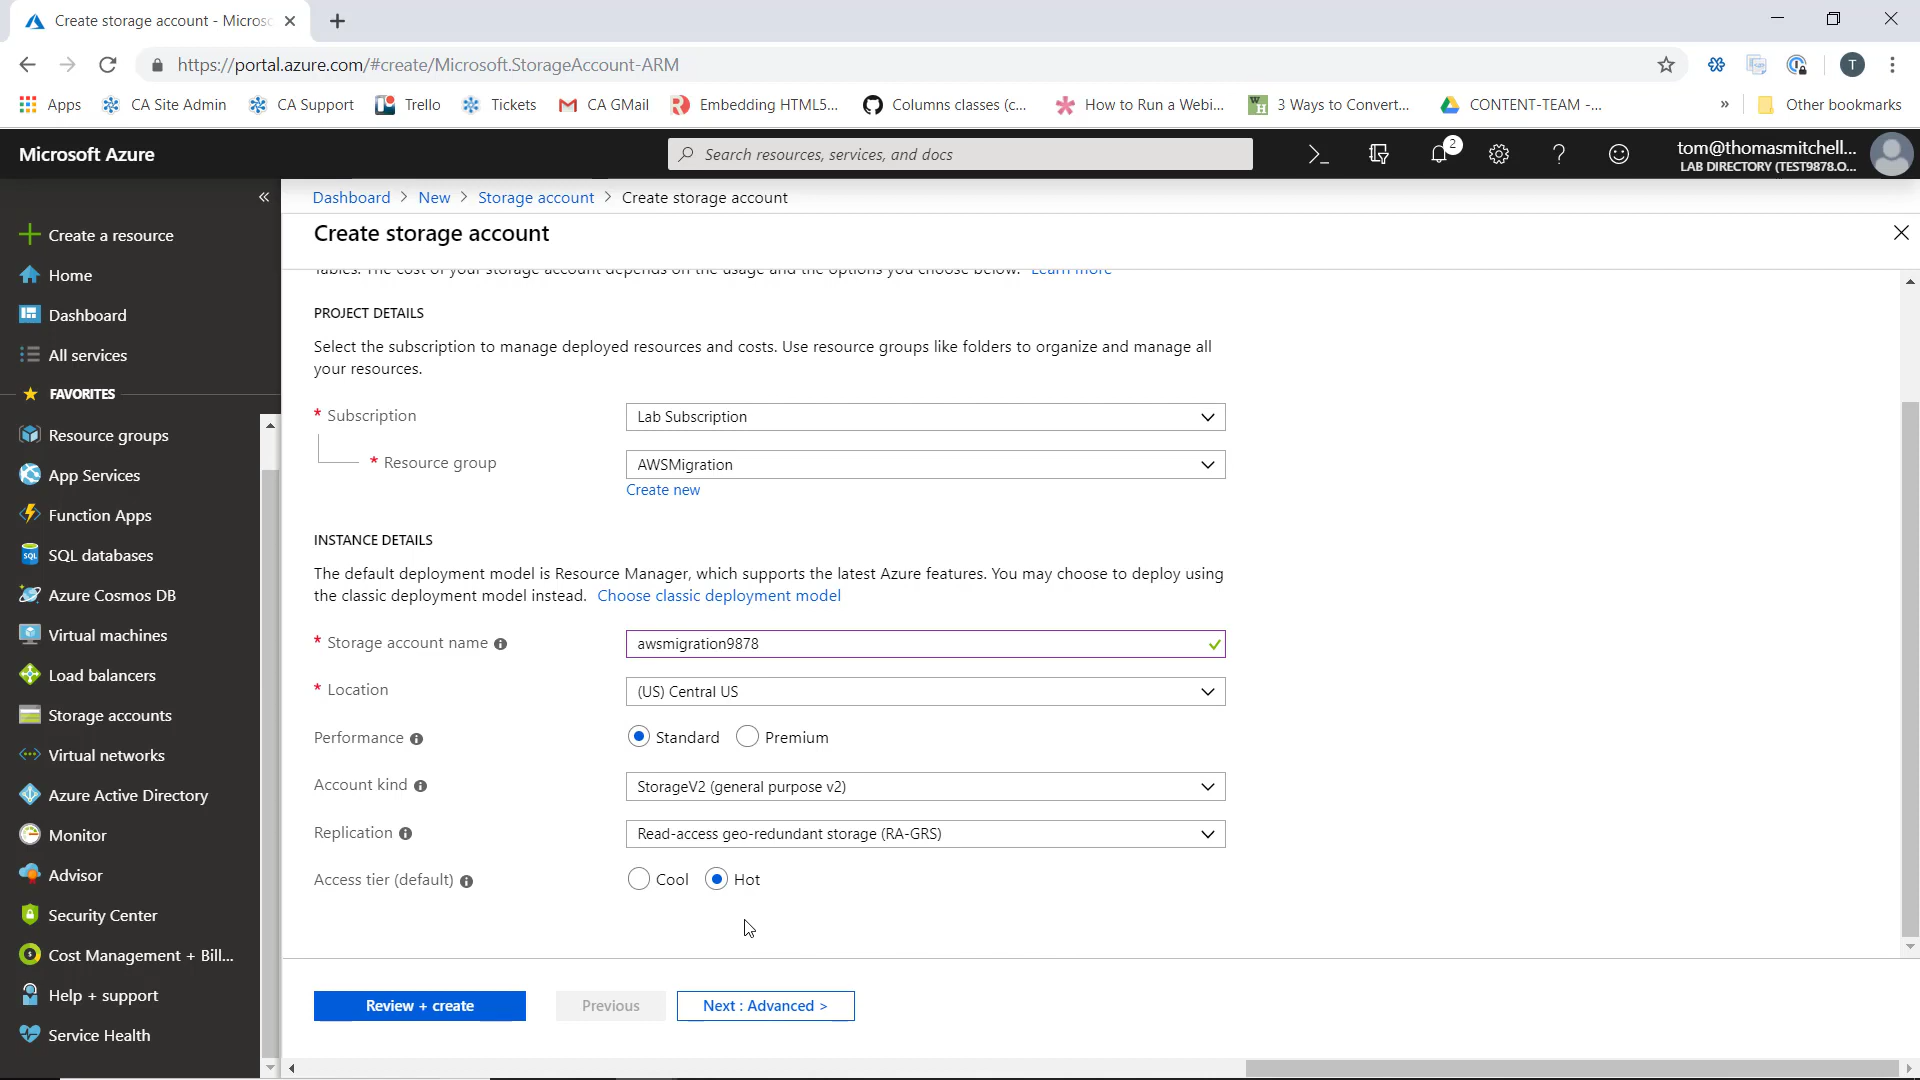 Create storage account - Micros
https://portal.azure.com/#create/Microsoft.StorageAccount-ARM
T
Apps
CA Site Admin
CA Support
Trello
Tickets
CA GMail
Embedding HTML5...
Columns classes (c...
How to Run a Webi...
3 Ways to Convert...
CONTENT-TEAM -...
»
Other bookmarks
Microsoft Azure
Search resources, services, and docs
2
tom@thomasmitchell...
LAB DIRECTORY (TEST9878.O...
Create a resource
Home
Dashboard
All services
FAVORITES
Resource groups
App Services
Function Apps
SQL databases
Azure Cosmos DB
Virtual machines
Load balancers
Storage accounts
Virtual networks
Azure Active Directory
Monitor
Advisor
Security Center
Cost Management + Bill...
Help + support
Service Health
Dashboard > New > Storage account > Create storage account
Create storage account
Tables. The cost of your storage account depends on the usage and the options you choose below. Learn more
PROJECT DETAILS
Select the subscription to manage deployed resources and costs. Use resource groups like folders to organize and manage all
your resources.
* Subscription
Lab Subscription
* Resource group
AWSMigration
Create new
INSTANCE DETAILS
The default deployment model is Resource Manager, which supports the latest Azure features. You may choose to deploy using
the classic deployment model instead. Choose classic deployment model
* Storage account name
awsmigration9878
* Location
(US) Central US
Performance
Standard Premium
Account kind
StorageV2 (general purpose v2)
Replication
Read-access geo-redundant storage (RA-GRS)
Access tier (default)
Cool Hot
Review + create
Previous
Next : Advanced >